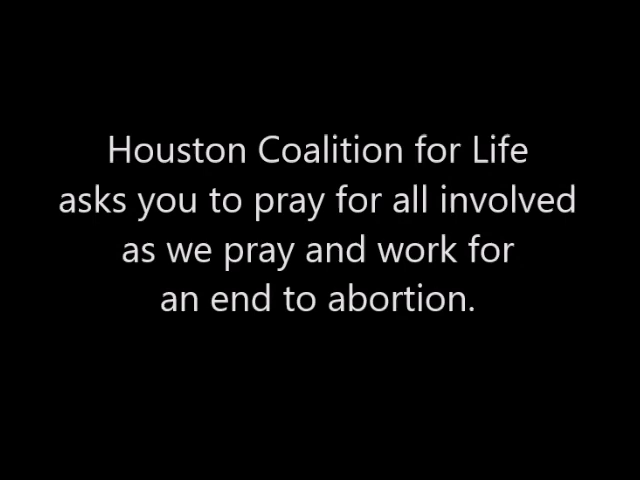 Houston Coalition for Life
asks you to pray for all involved
as we pray and work for
an end to abortion.